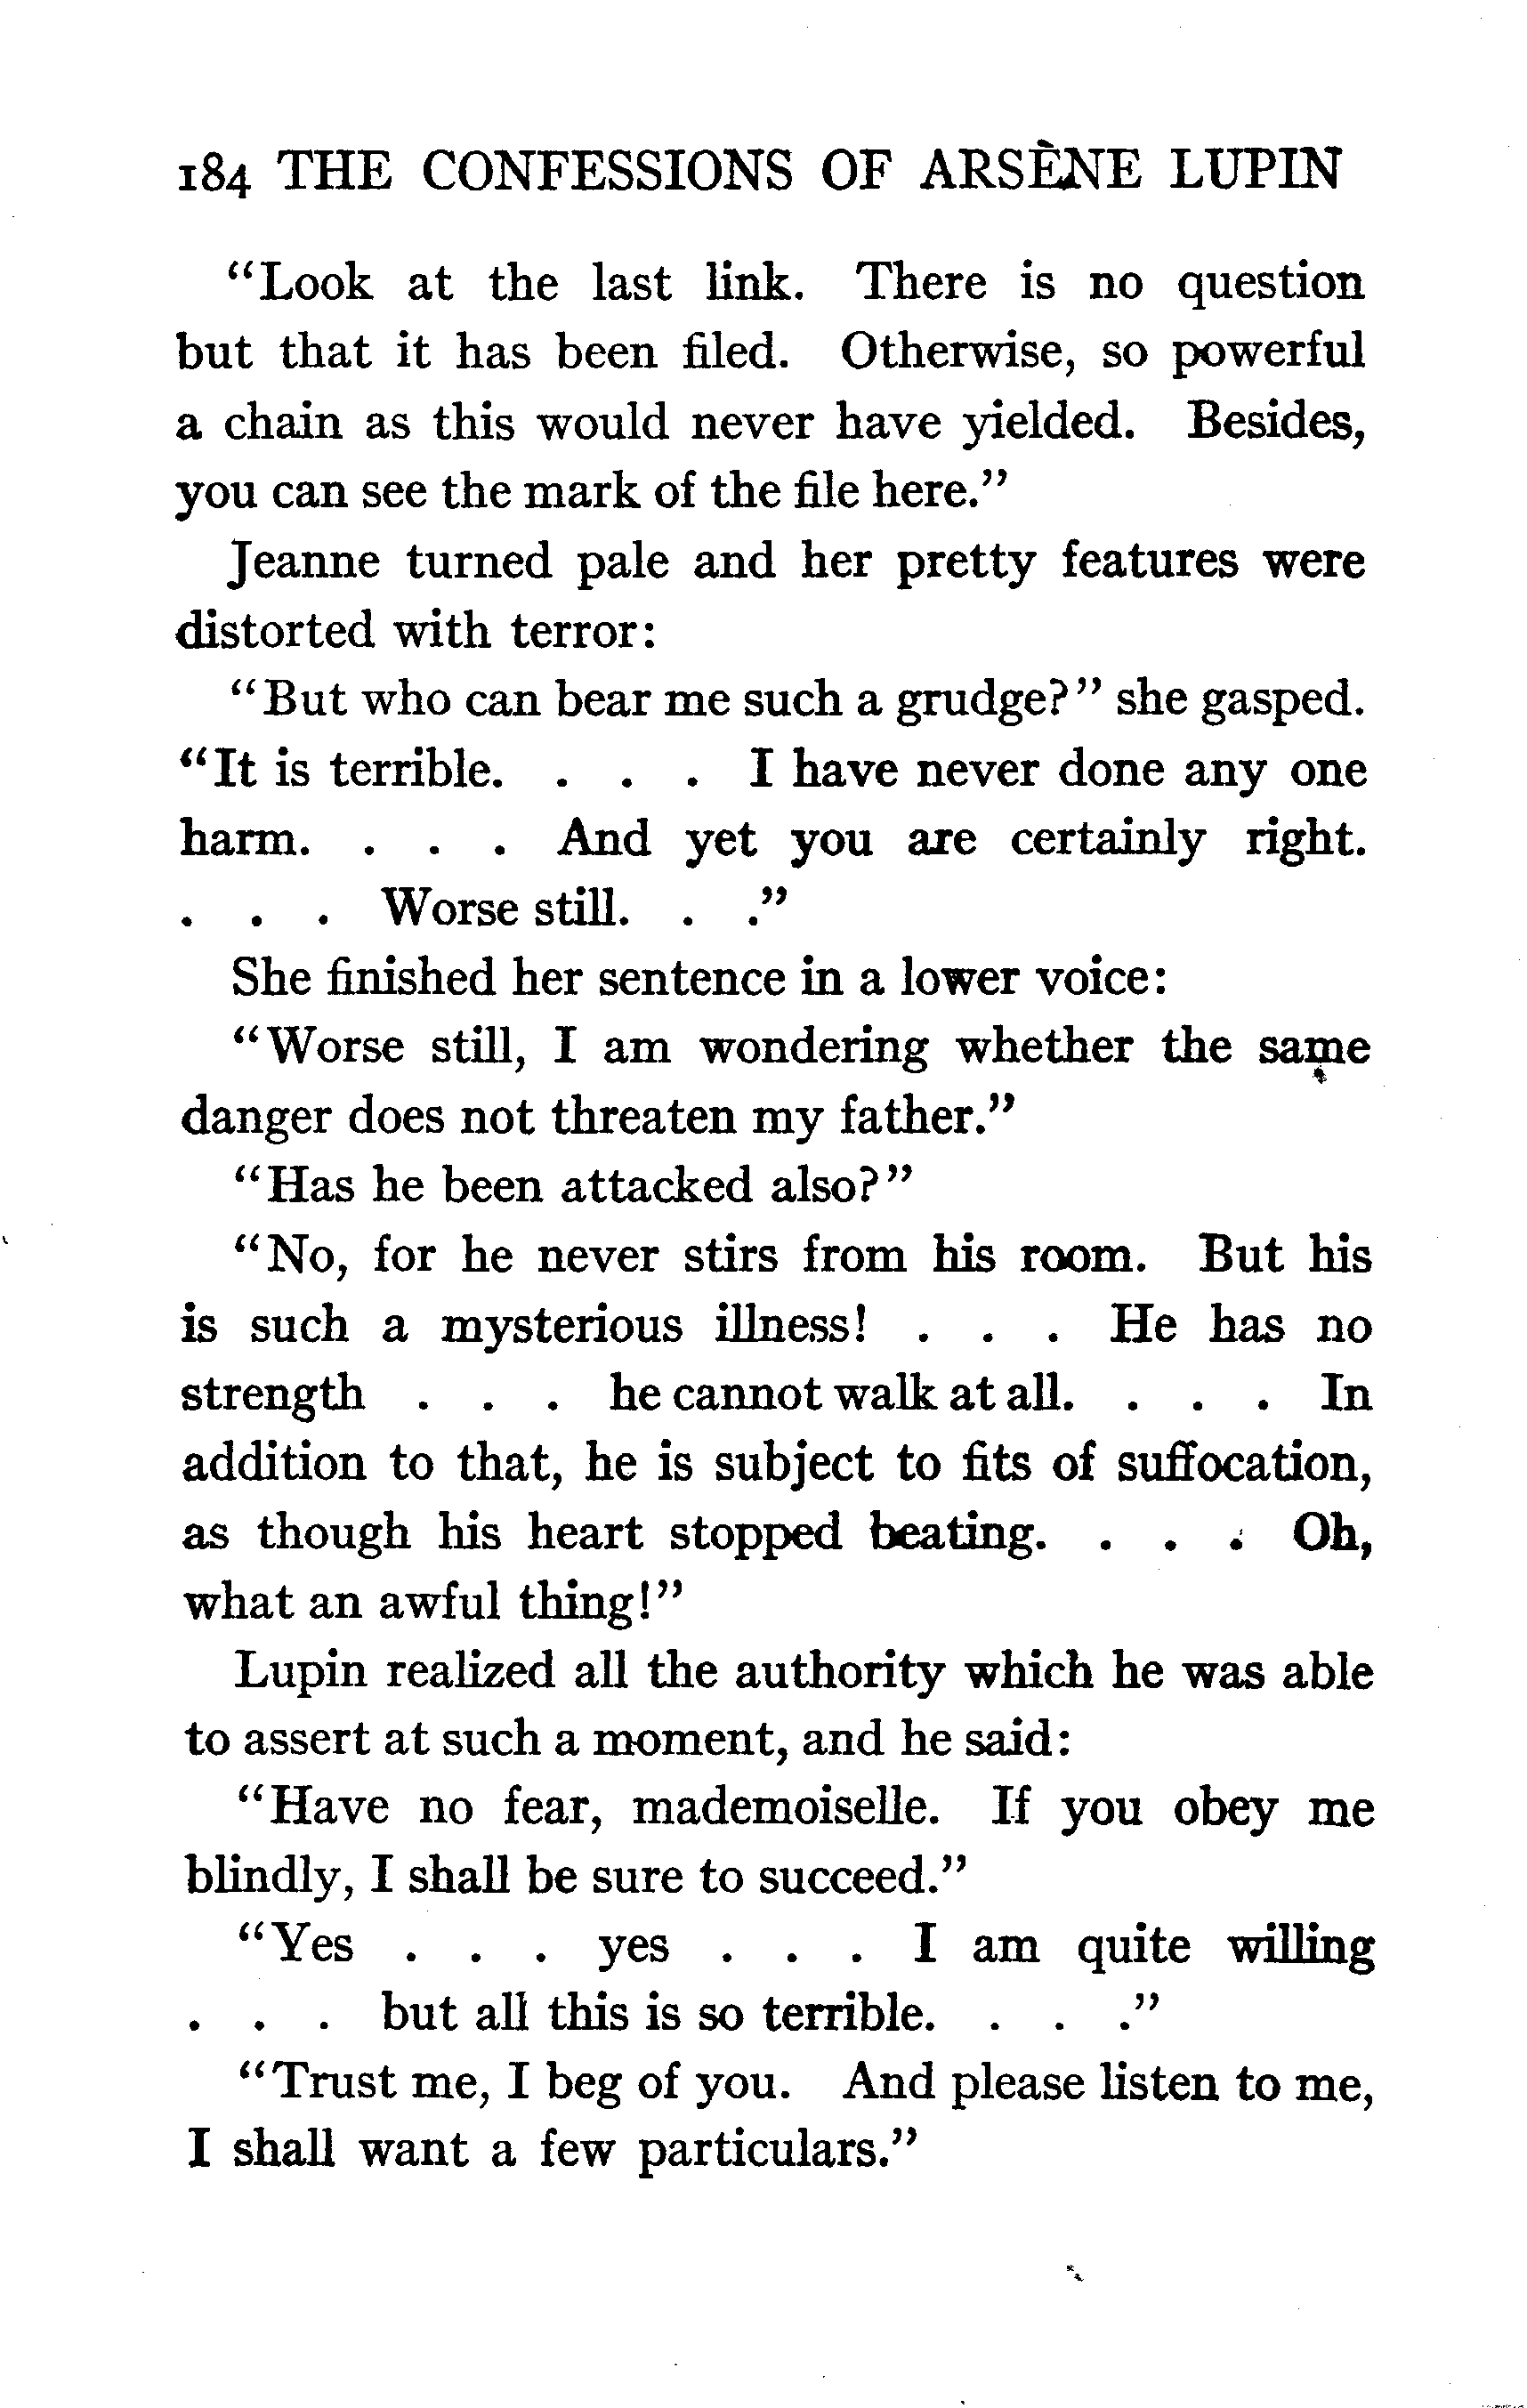 184 THE CONFESSIONS OF ARSÈNE LUPIN
“Look at the last link. There is no question
but that it has been filed. Otherwise, so powerful
a chain as this would never have yielded. Besides,
you can see the mark of the file here.”
Jeanne turned pale and her pretty features were
distorted with terror:
“But who can bear me such a grudge?” she gasped.
“It is terrible. . . . I have never done any one
harm. . . . And yet you are certainly right.
. . . Worse still. . .”
She finished her sentence in a lower voice:
“Worse still, I am wondering whether the same
danger does not threaten my father.”
“Has he been attacked also?”
“No, for he never stirs from his room. But his
is such a mysterious illness! . . . He has no
strength . . . he cannot walk at all. . . . In
addition to that, he is subject to fits of suffocation,
as though his heart stopped beating. . . . Oh,
what an awful thing!”
Lupin realized all the authority which he was able
to assert at such a moment, and he said:
“Have no fear, mademoiselle. If you obey me
blindly, I shall be sure to succeed.”
“Yes . . . yes . . . I am quite willing
. . . but all this is so terrible. . . .”
“Trust me, I beg of you. And please listen to me,
I shall want a few particulars.”